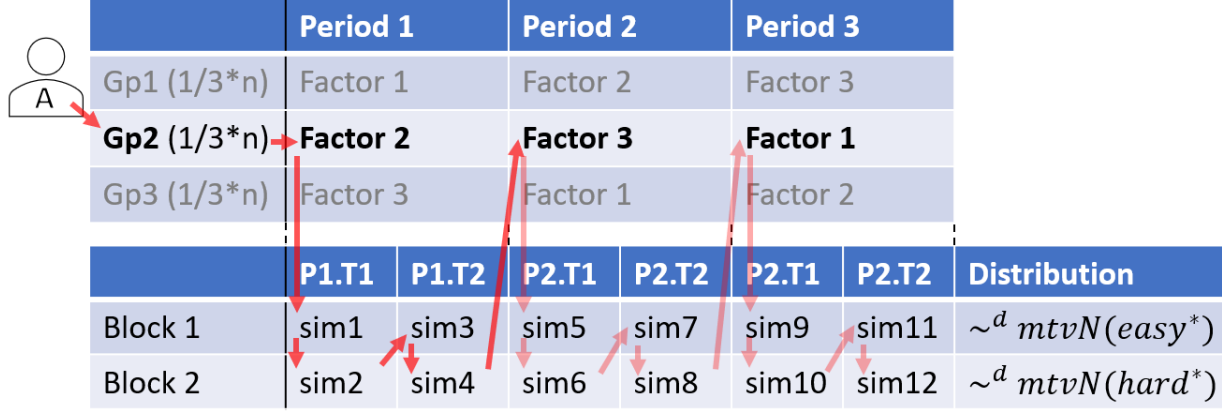 Period 1 Period 2 Period 3
A
Gp1 (1/3*n) Factor 1 Factor 2 Factor 3
Gp2 (1/3*n) Factor 2 Factor 3 Factor 1
Gp3 (1/3*n) Factor 3 Factor 1 Factor 2
P1.T1 P1.T2 P2.T1 P2.T2 P2.T1 P2.T2 Distribution
Block 1 sim1 sim3 sim5 sim7 sim9 sim11 ~ᵈ mtvN(easy*)
Block 2 sim2 sim4 sim6 sim8 sim10 sim12 ~ᵈ mtvN(hard*)